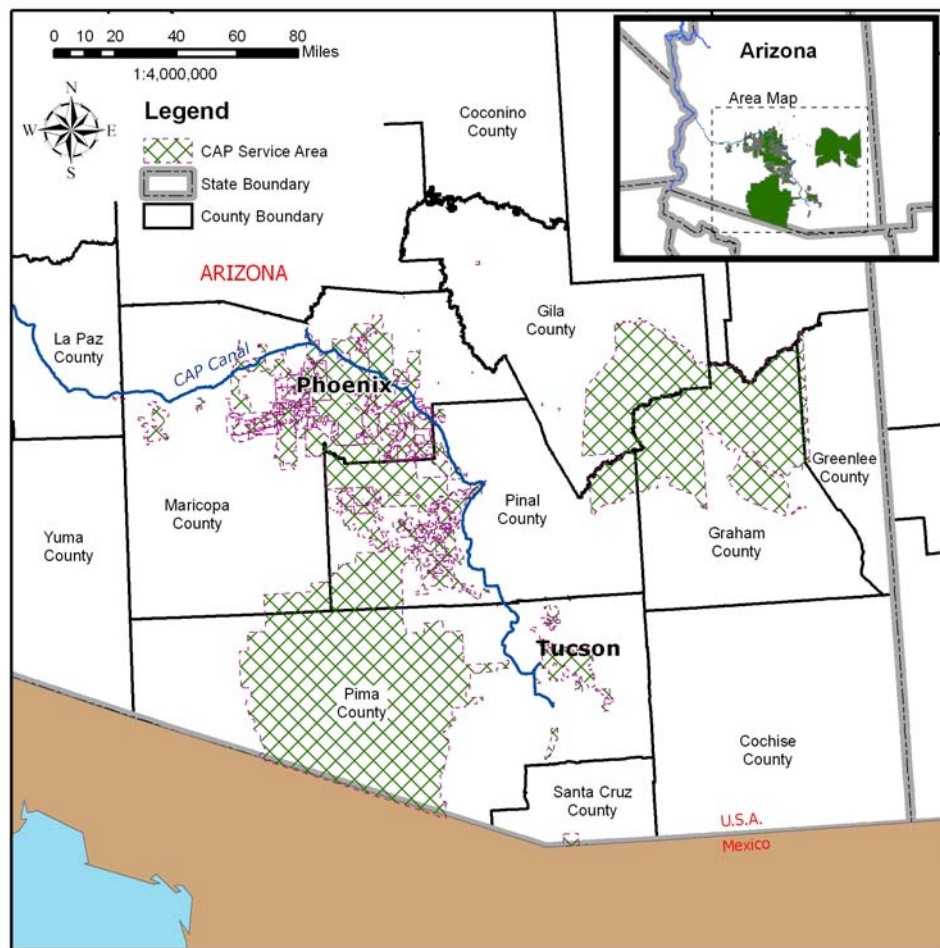 0 10 20 40 60 80
Miles
1:4,000,000
N
W E
S
Legend
CAP Service Area
State Boundary
County Boundary
Arizona
Area Map
Coconino
County
ARIZONA
Gila
County
La Paz
County
CAP Canal
Phoenix
Greenlee
County
Maricopa
County
Pinal
County
Graham
County
Yuma
County
Tucson
Pima
County
Cochise
County
Santa Cruz
County
U.S.A.
Mexico